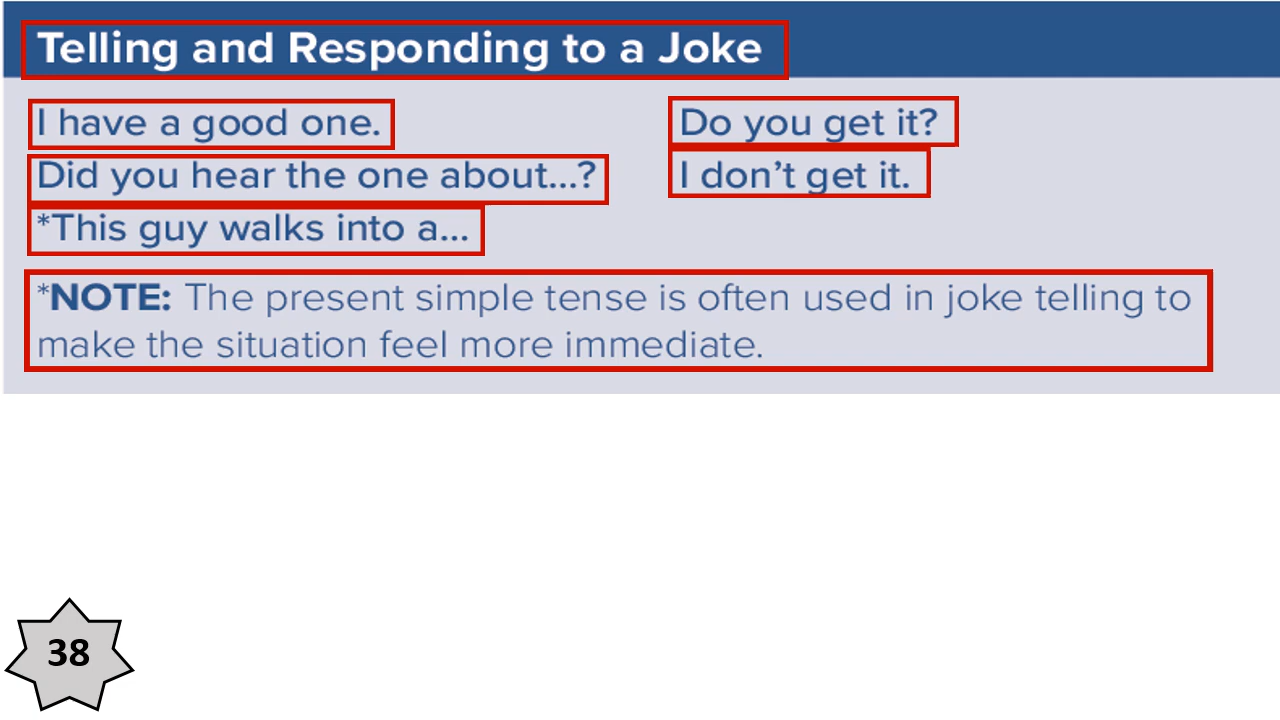 Telling and Responding to a Joke
I have a good one.
Did you hear the one about...?
*This guy walks into a...
Do you get it?
I don't get it.
*NOTE: The present simple tense is often used in joke telling to
make the situation feel more immediate.
38